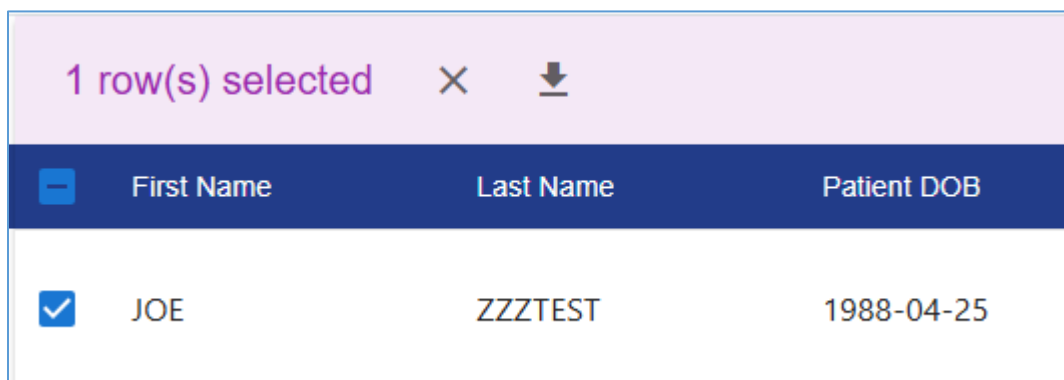 1 row(s) selected
First Name Last Name Patient DOB
JOE ZZZTEST 1988-04-25